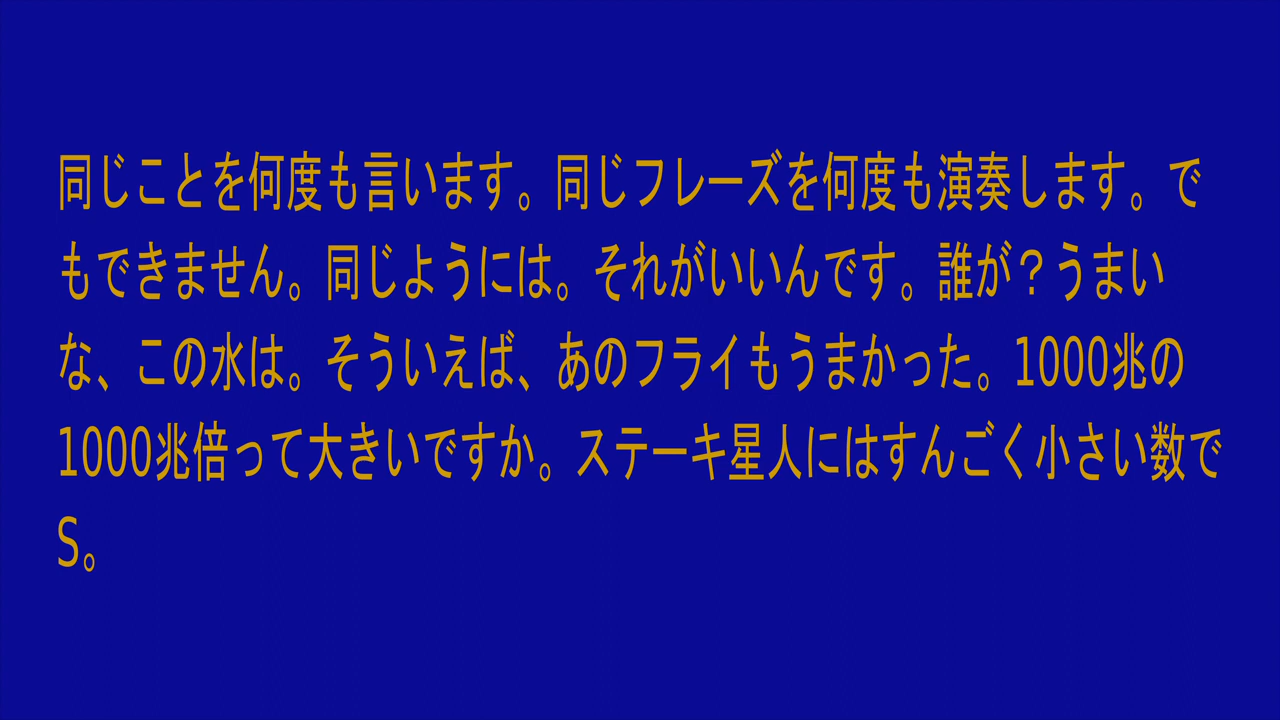 同じことを何度も言います。同じフレーズを何度も演奏します。で
もできません。同じようには。それがいいんです。誰が？うまい
な、この水は。そういえば、あのフライもうまかった。1000兆の
1000兆倍って大きいですか。ステーキ星人にはすんごく小さい数で
S。